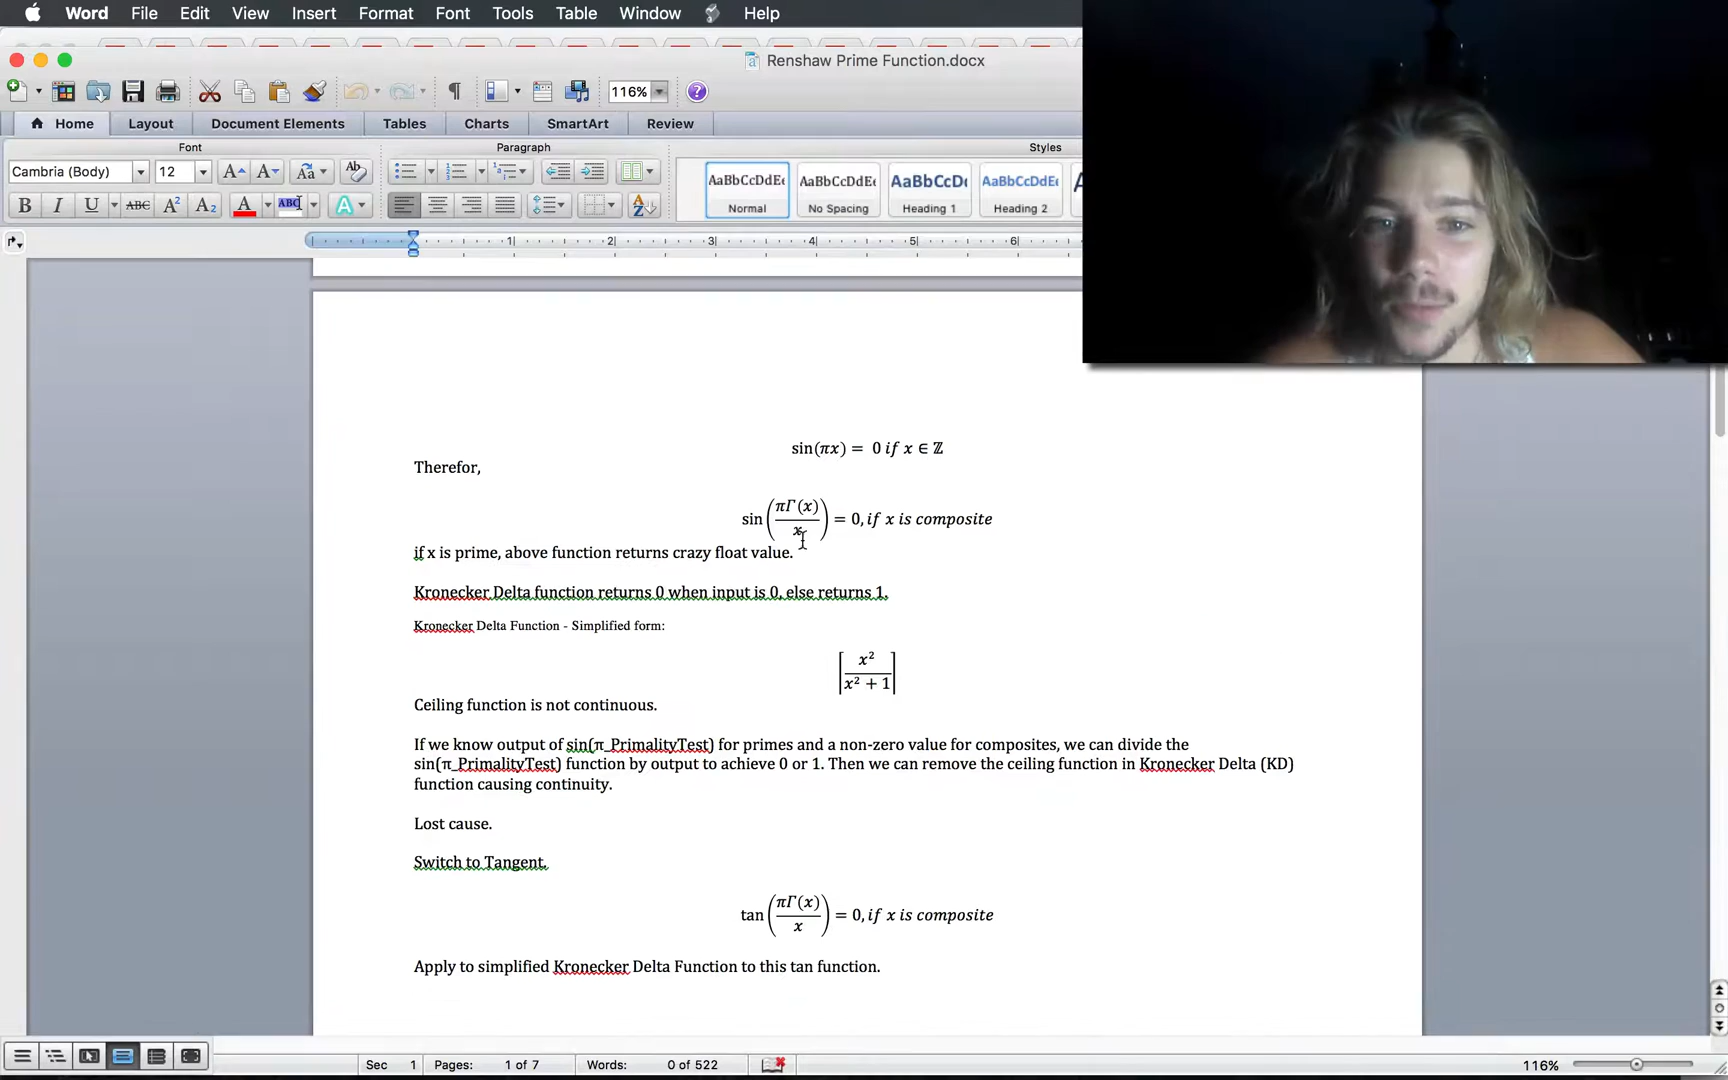 Word File Edit View Insert Format Font Tools Table Window Help
Renshaw Prime Function.docx
116%
Home Layout Document Elements Tables Charts SmartArt Review
Font Paragraph Styles
Cambria (Body) 12
AaBbCcDdEe AaBbCcDdEe AaBbCcDd AaBbCcDdEe
Normal No Spacing Heading 1 Heading 2
1 2 3 4 5 6
sin(πx) = 0 if x ∈ ℤ
Therefor,
sin(πΓ(x)/x) = 0, if x is composite
if x is prime, above function returns crazy float value.
Kronecker Delta function returns 0 when input is 0, else returns 1.
Kronecker Delta Function - Simplified form:
⌈x²/(x² + 1)⌉
Ceiling function is not continuous.
If we know output of sin(π_PrimalityTest) for primes and a non-zero value for composites, we can divide the
sin(π_PrimalityTest) function by output to achieve 0 or 1. Then we can remove the ceiling function in Kronecker Delta (KD)
function causing continuity.
Lost cause.
Switch to Tangent.
tan(πΓ(x)/x) = 0, if x is composite
Apply to simplified Kronecker Delta Function to this tan function.
Sec 1 Pages: 1 of 7 Words: 0 of 522 116%